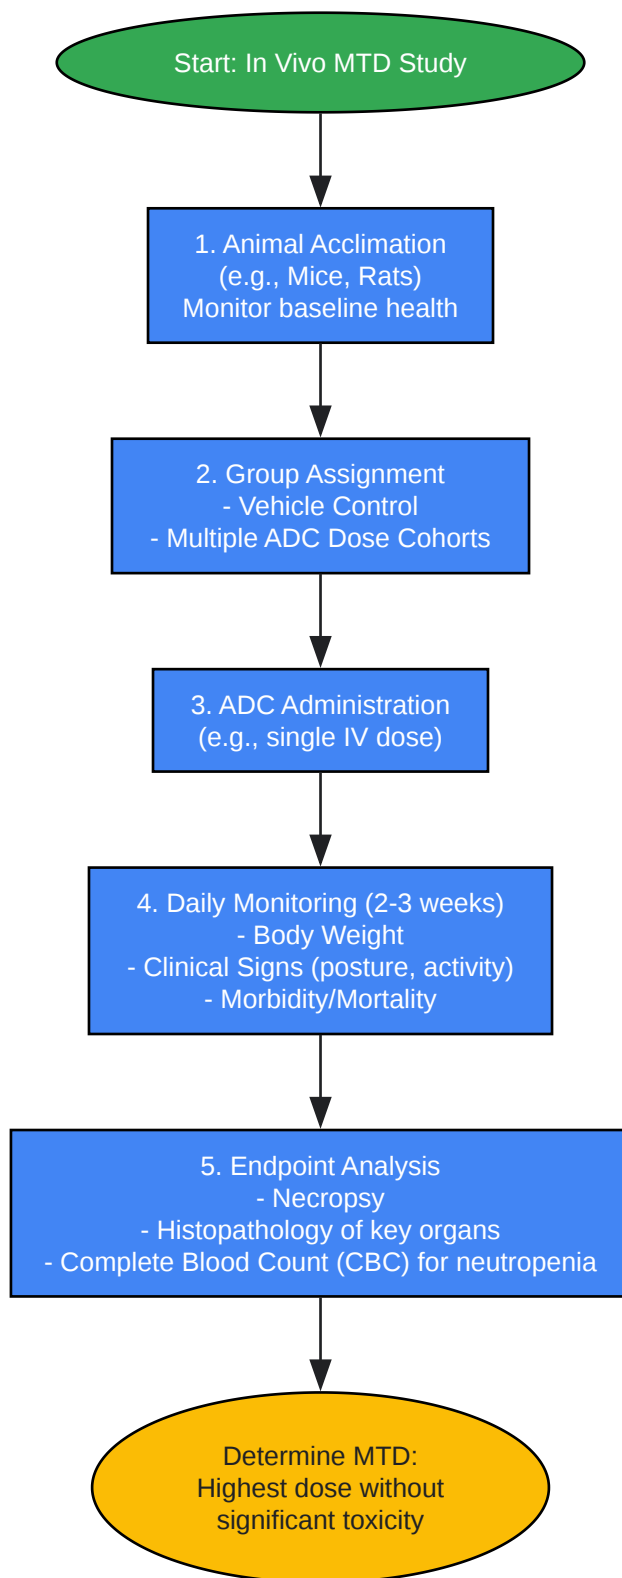 Start: In Vivo MTD Study
1. Animal Acclimation
(e.g., Mice, Rats)
Monitor baseline health
2. Group Assignment
- Vehicle Control
- Multiple ADC Dose Cohorts
3. ADC Administration
(e.g., single IV dose)
4. Daily Monitoring (2-3 weeks)
- Body Weight
- Clinical Signs (posture, activity)
- Morbidity/Mortality
5. Endpoint Analysis
- Necropsy
- Histopathology of key organs
- Complete Blood Count (CBC) for neutropenia
Determine MTD:
Highest dose without
significant toxicity